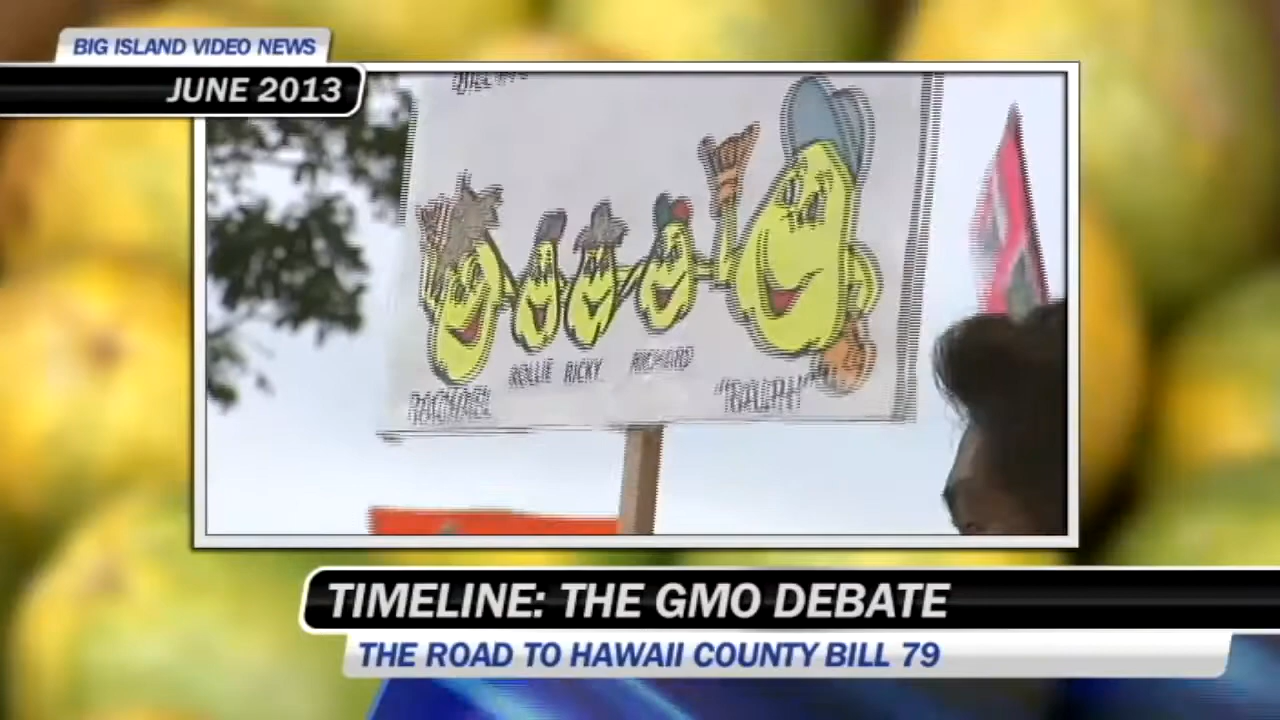 BIG ISLAND VIDEO NEWS
JUNE 2013
RACHAEL
ROLLIE RICKY RICHARD "RALPH"
TIMELINE: THE GMO DEBATE
THE ROAD TO HAWAII COUNTY BILL 79